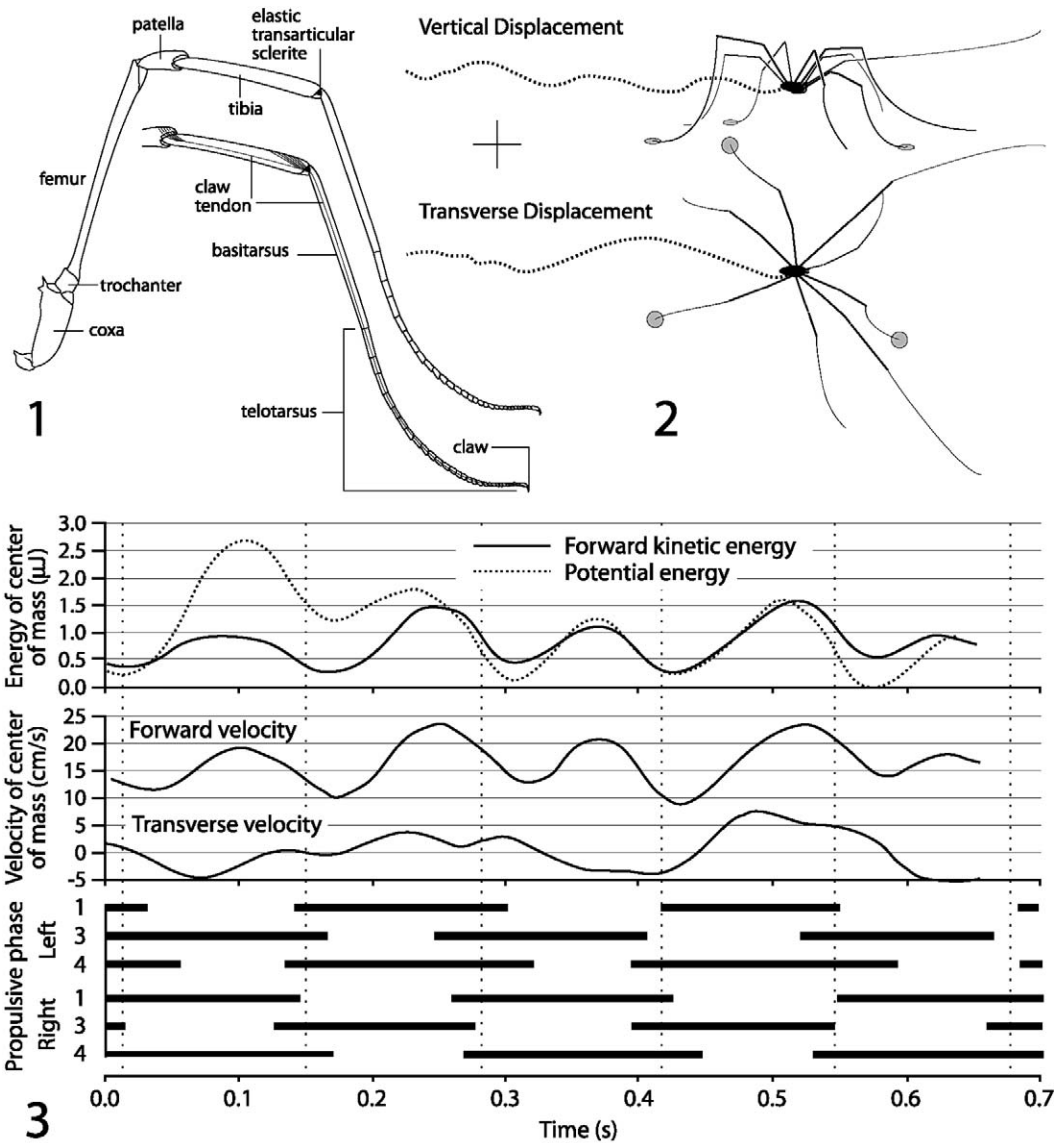 patella
elastic
transarticular
sclerite
tibia
femur
claw
tendon
basitarsus
trochanter
coxa
telotarsus
claw
1
Vertical Displacement
Transverse Displacement
2
Energy of center
of mass (µJ)
3.0
2.5
2.0
1.5
1.0
0.5
0.0
Forward kinetic energy
Potential energy
Velocity of center
of mass (cm/s)
25
20
15
10
5
0
-5
Forward velocity
Transverse velocity
Propulsive phase
Left
1
3
4
Right
1
3
4
0.0 0.1 0.2 0.3 0.4 0.5 0.6 0.7
Time (s)
3